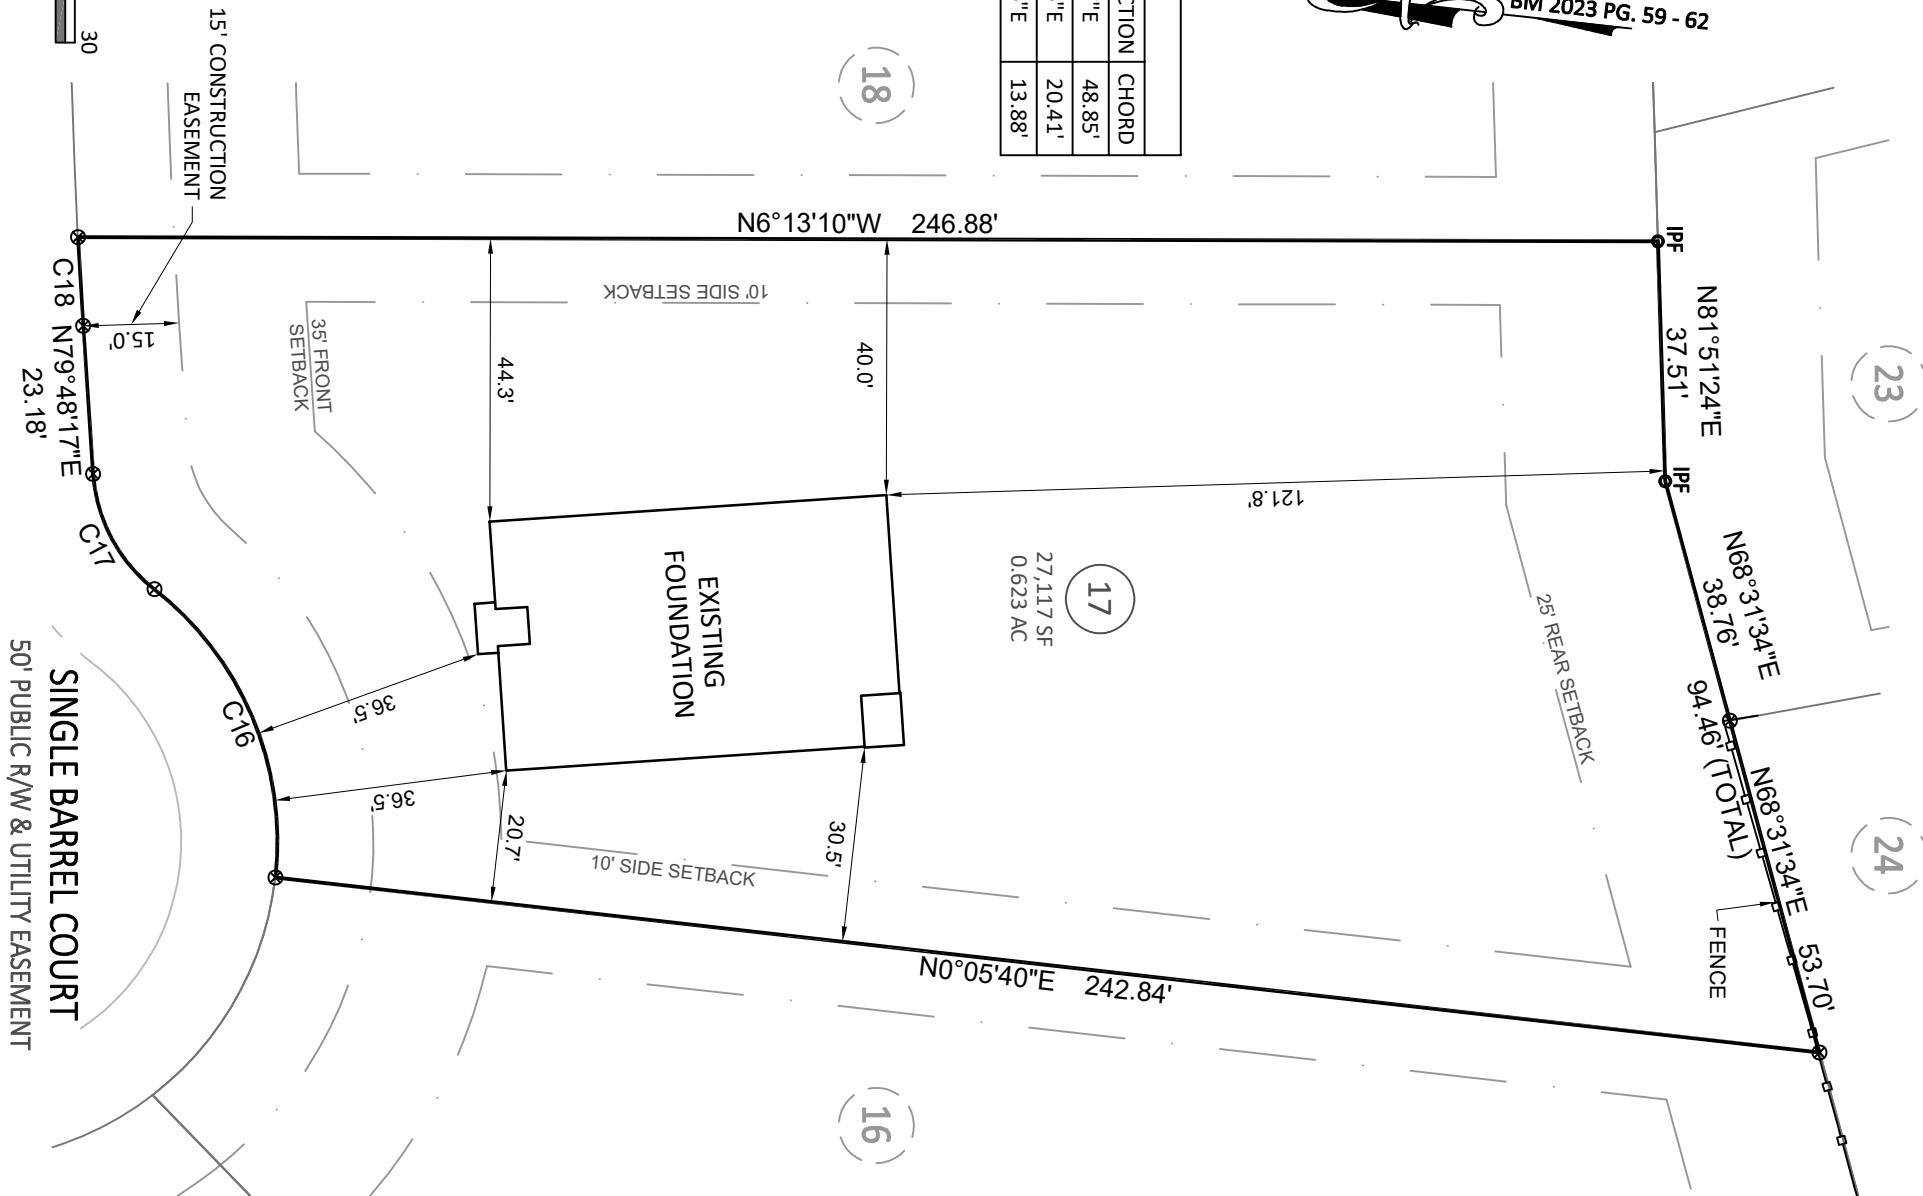 BM 2023 PG. 59 - 62
CTION CHORD
"E 48.85'
"E 20.41'
"E 13.88'
30
15' CONSTRUCTION
EASEMENT
18
23
24
16
IPF
IPF
N6°13'10"W 246.88'
N81°51'24"E
37.51'
N68°31'34"E
38.76'
94.46' (TOTAL)
N68°31'34"E 53.70'
FENCE
10' SIDE SETBACK
35' FRONT
SETBACK
25' REAR SETBACK
10' SIDE SETBACK
44.3'
40.0'
121.8'
15.0'
36.5'
36.5'
20.7'
30.5'
EXISTING
FOUNDATION
17
27,117 SF
0.623 AC
C18
N79°48'17"E
23.18'
C17
C16
N0°05'40"E 242.84'
SINGLE BARREL COURT
50' PUBLIC R/W & UTILITY EASEMENT